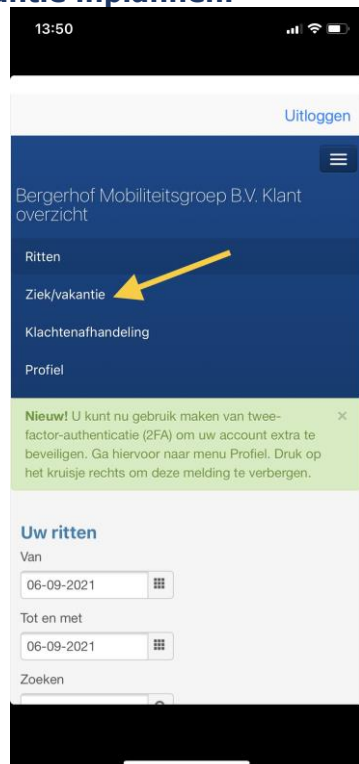 13:50
Uitloggen
Bergerhof Mobiliteitsgroep B.V. Klant
overzicht
Ritten
Ziek/vakantie
Klachtenafhandeling
Profiel
Nieuw! U kunt nu gebruik maken van twee-
factor-authenticatie (2FA) om uw account extra te
beveiligen. Ga hiervoor naar menu Profiel. Druk op
het kruisje rechts om deze melding te verbergen.
×
Uw ritten
Van
06-09-2021
Tot en met
06-09-2021
Zoeken